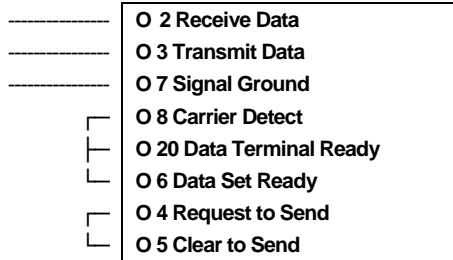 O 2 Receive Data
O 3 Transmit Data
O 7 Signal Ground
O 8 Carrier Detect
O 20 Data Terminal Ready
O 6 Data Set Ready
O 4 Request to Send
O 5 Clear to Send